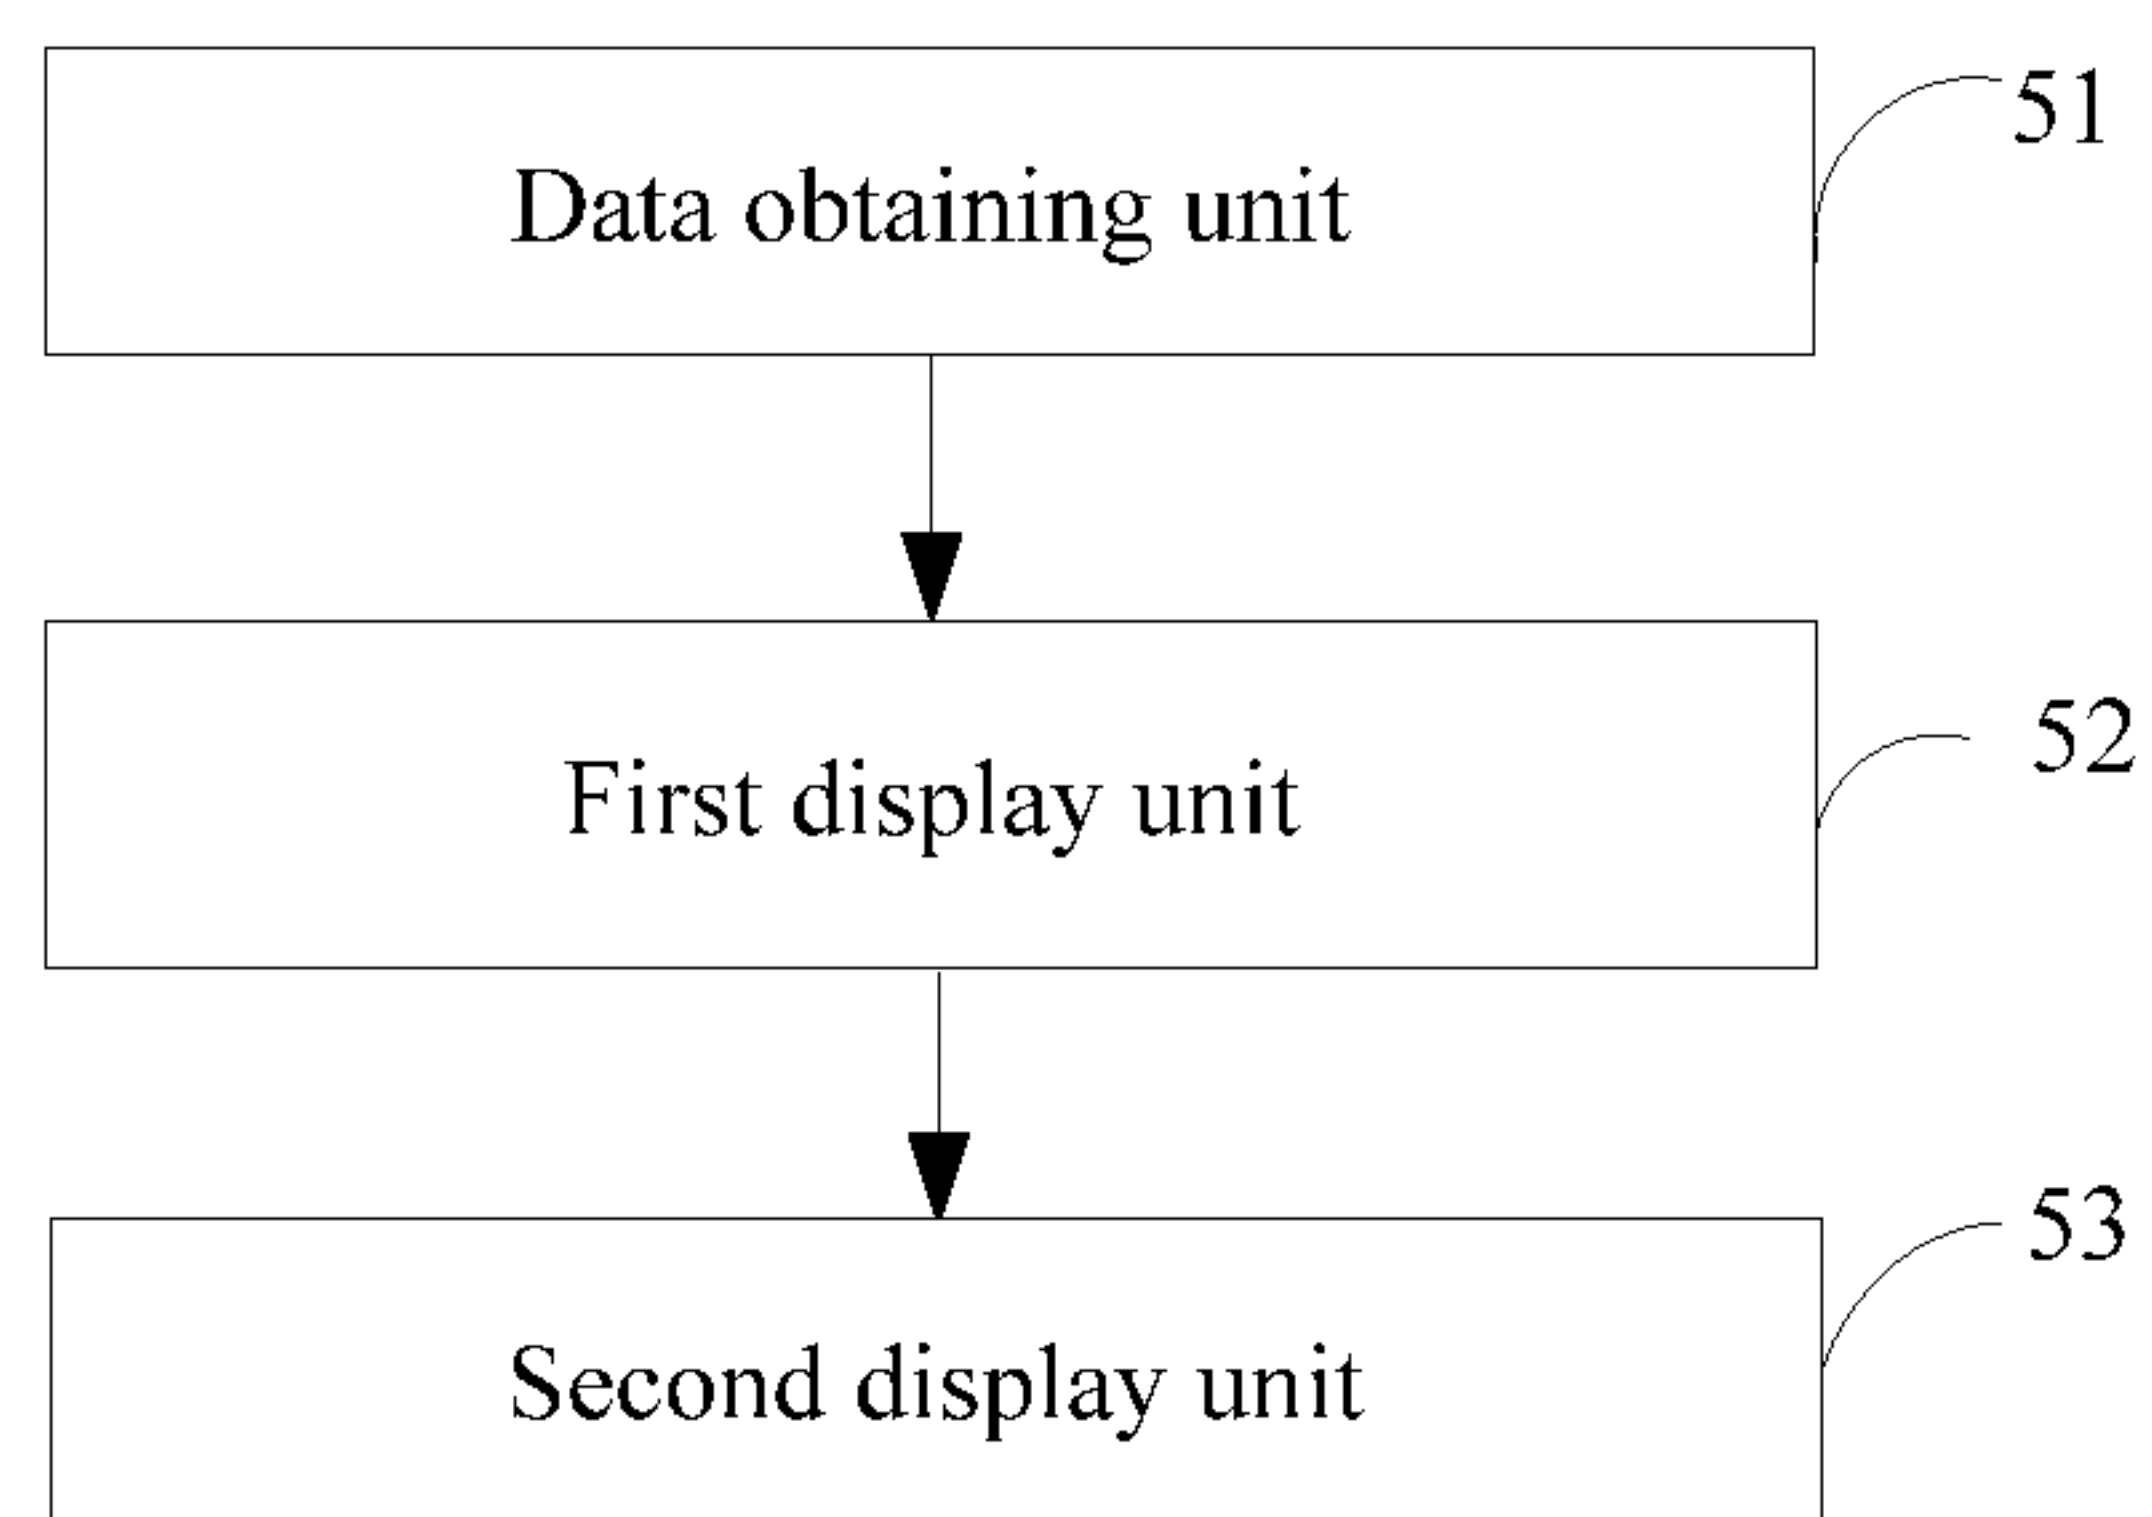 51
Data obtaining unit
52
First display unit
53
Second display unit